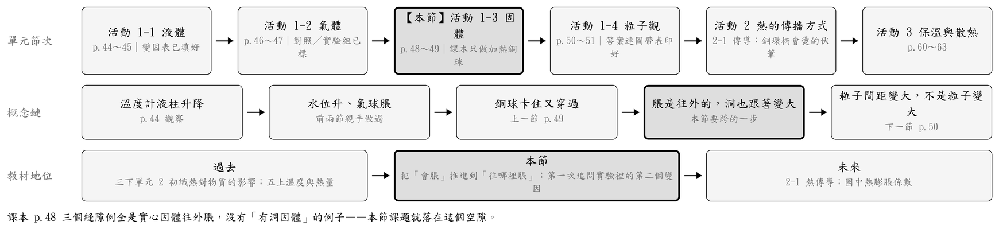 單元節次
活動 1-1 液體
p.44～45｜變因表已填好
活動 1-2 氣體
p.46～47｜對照／實驗組已
標
【本節】活動 1-3 固
體
p.48～49｜課本只做加熱銅
球
活動 1-4 粒子觀
p.50～51｜答案連圖帶表印
好
活動 2 熱的傳播方式
2-1 傳導：銅環柄會燙的伏
筆
活動 3 保溫與散熱
p.60～63
概念鏈
溫度計液柱升降
p.44 觀察
水位升、氣球脹
前兩節親手做過
銅球卡住又穿過
上一節 p.49
脹是往外的，洞也跟著變大
本節要跨的一步
粒子間距變大，不是粒子變
大
下一節 p.50
教材地位
過去
三下單元 2 初識熱對物質的影響；五上溫度與熱量
本節
把「會脹」推進到「往哪裡脹」；第一次追問實驗裡的第二個變
因
未來
2-1 熱傳導；國中熱膨脹係數
課本 p.48 三個縫隙例全是實心固體往外脹，沒有「有洞固體」的例子——本節課題就落在這個空隙。